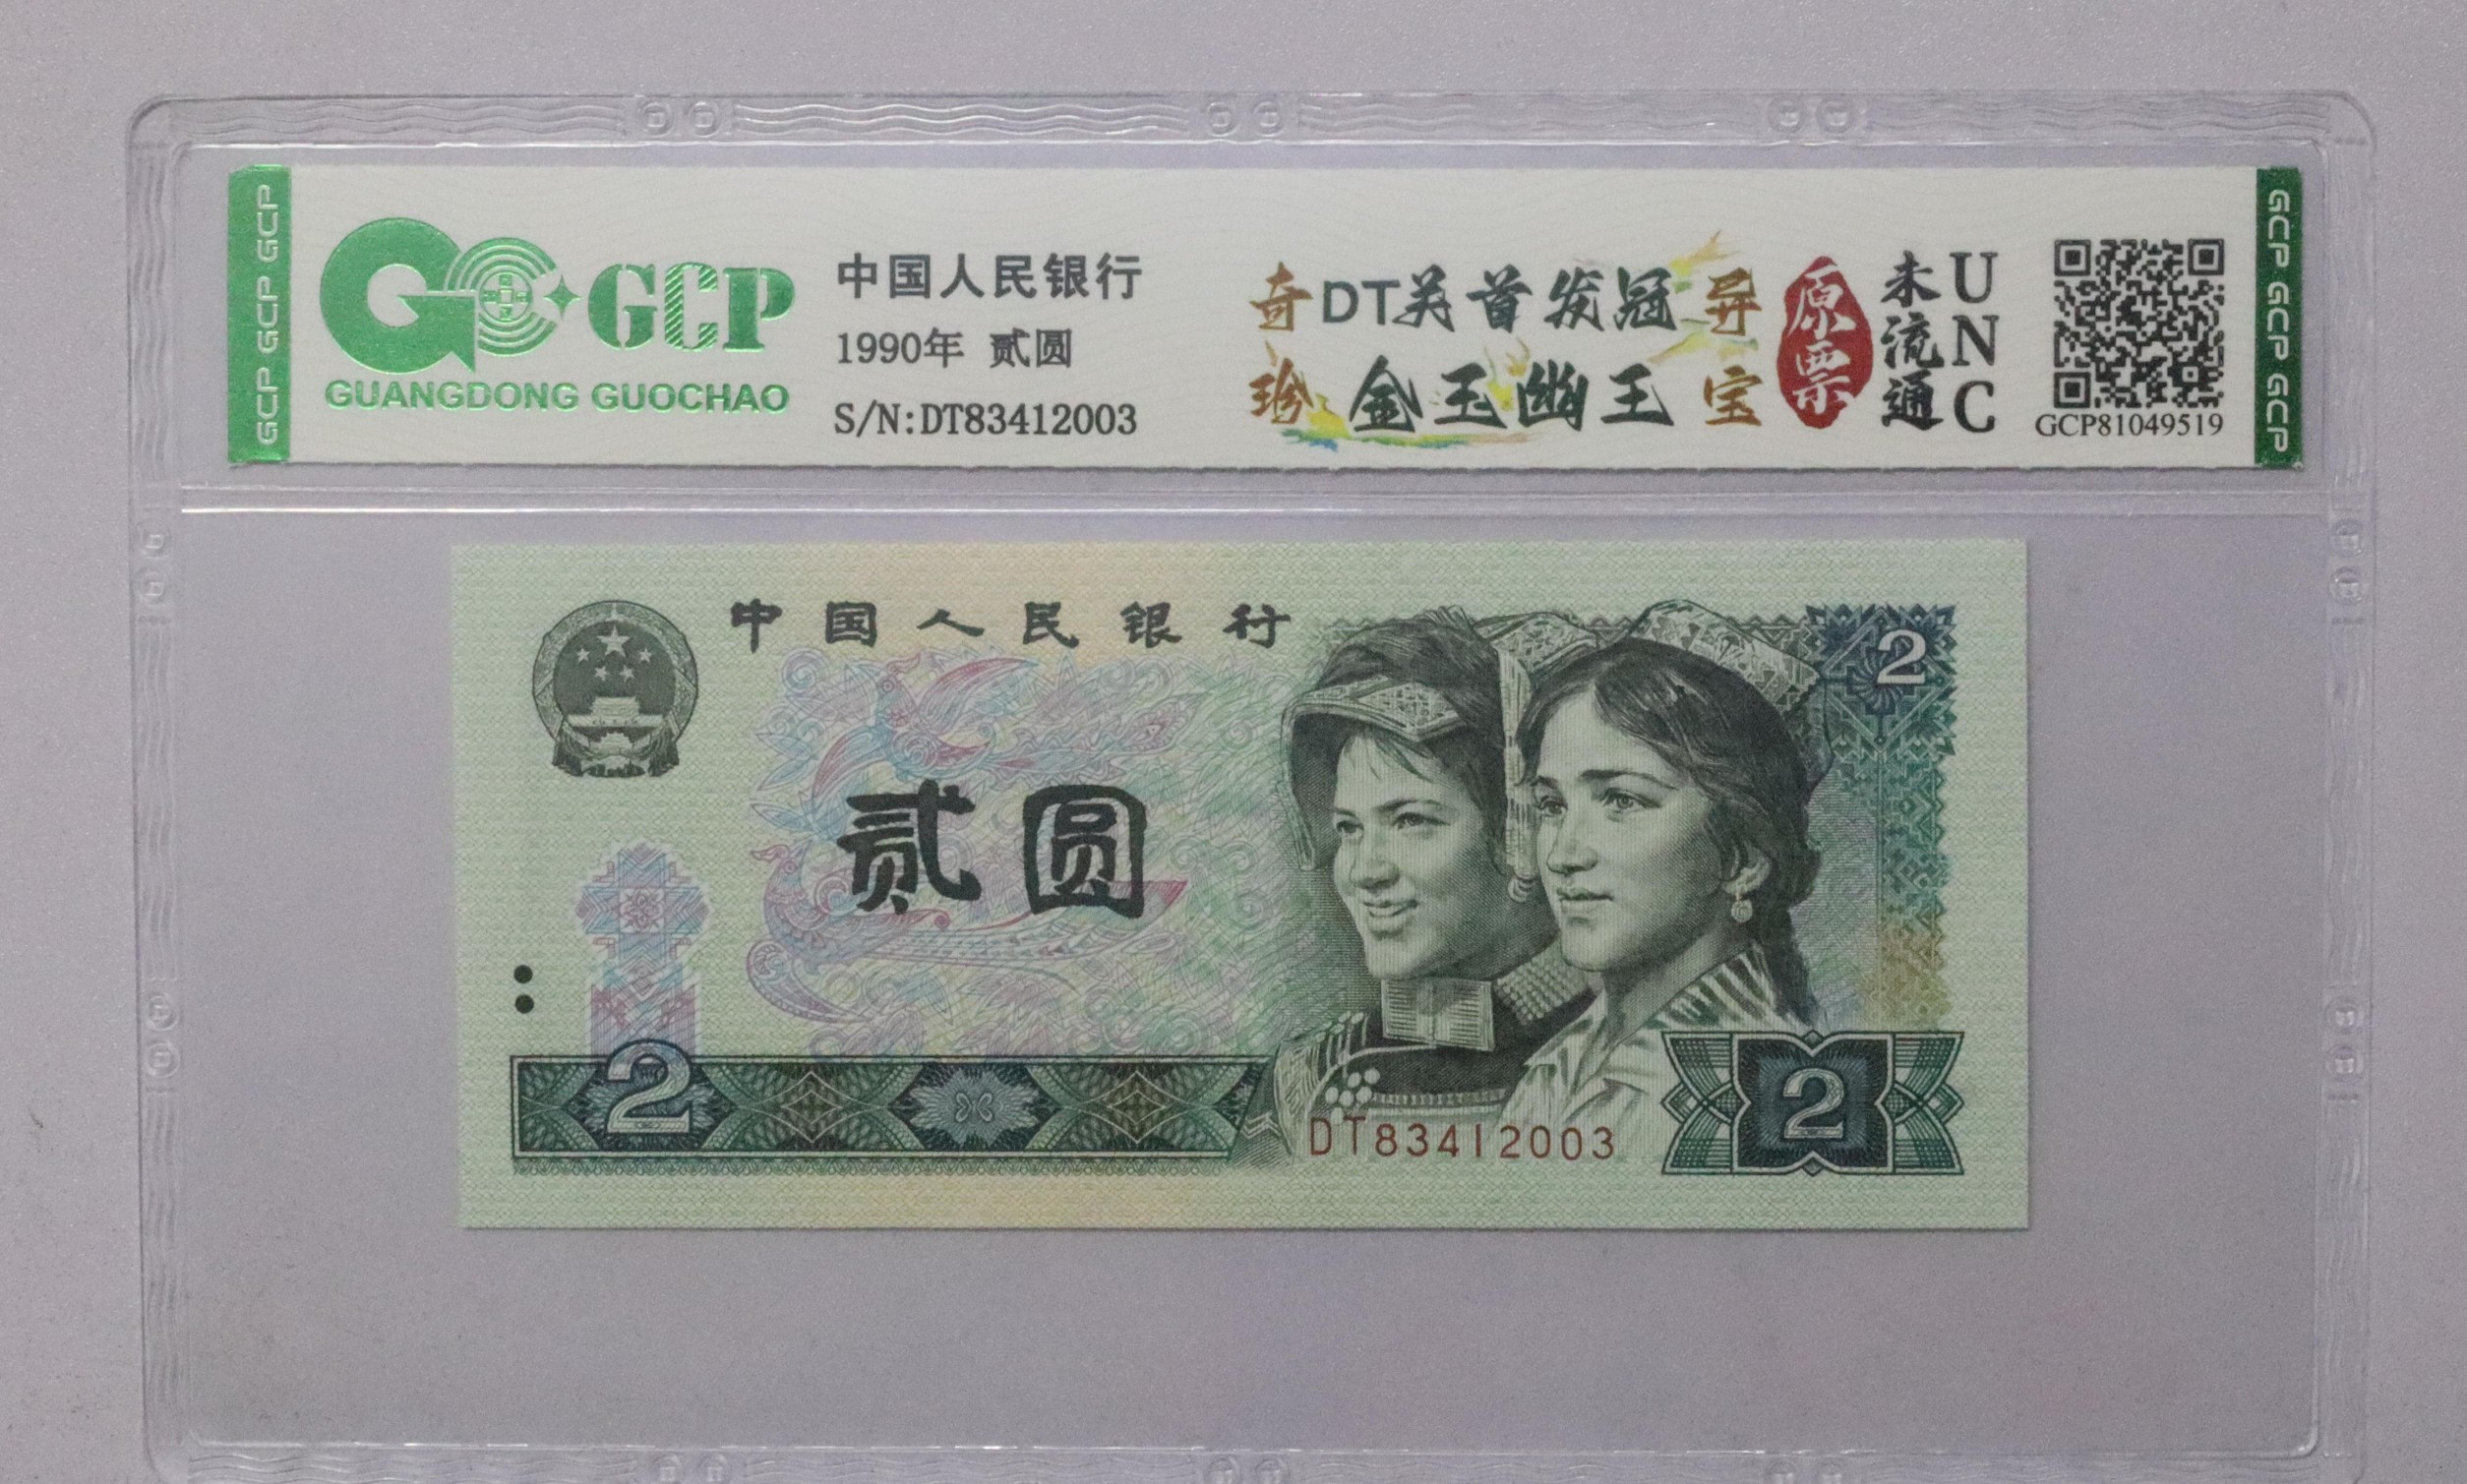 GCP GCP GCP
GCP
GUANGDONG GUOCHAO
中国人民银行
1990年 贰圆
S/N:DT83412003
奇珍
DT关首发冠
金玉幽王
异宝
原票
未流通
UNC
GCP81049519
GCP GCP GCP
中国人民银行
2
贰圆
2
DT83412003
2